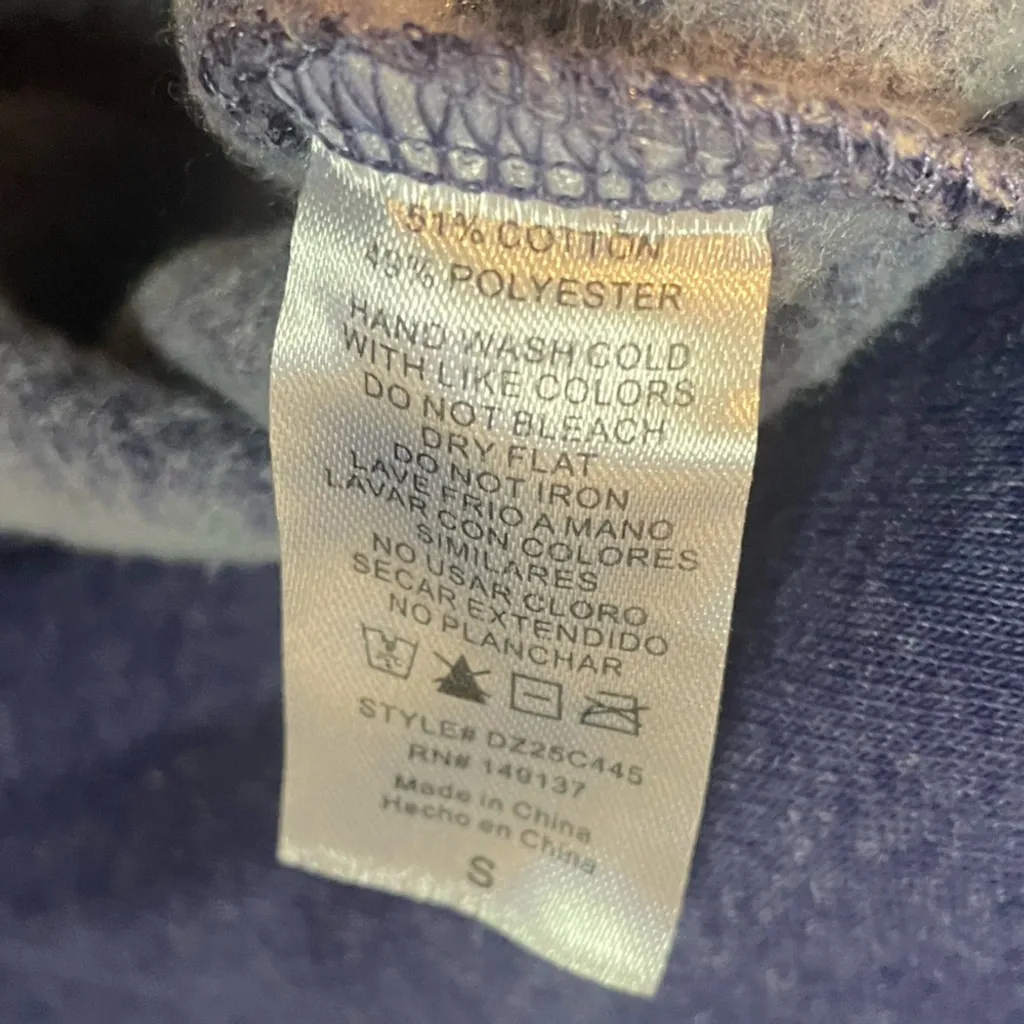 51% COTTON
49% POLYESTER
HAND WASH COLD
WITH LIKE COLORS
DO NOT BLEACH
DRY FLAT
DO NOT IRON
LAVE FRIO A MANO
LAVAR CON COLORES
SIMILARES
NO USAR CLORO
SECAR EXTENDIDO
NO PLANCHAR
STYLE# DZ25C445
RN# 149137
Made in China
Hecho en China
S